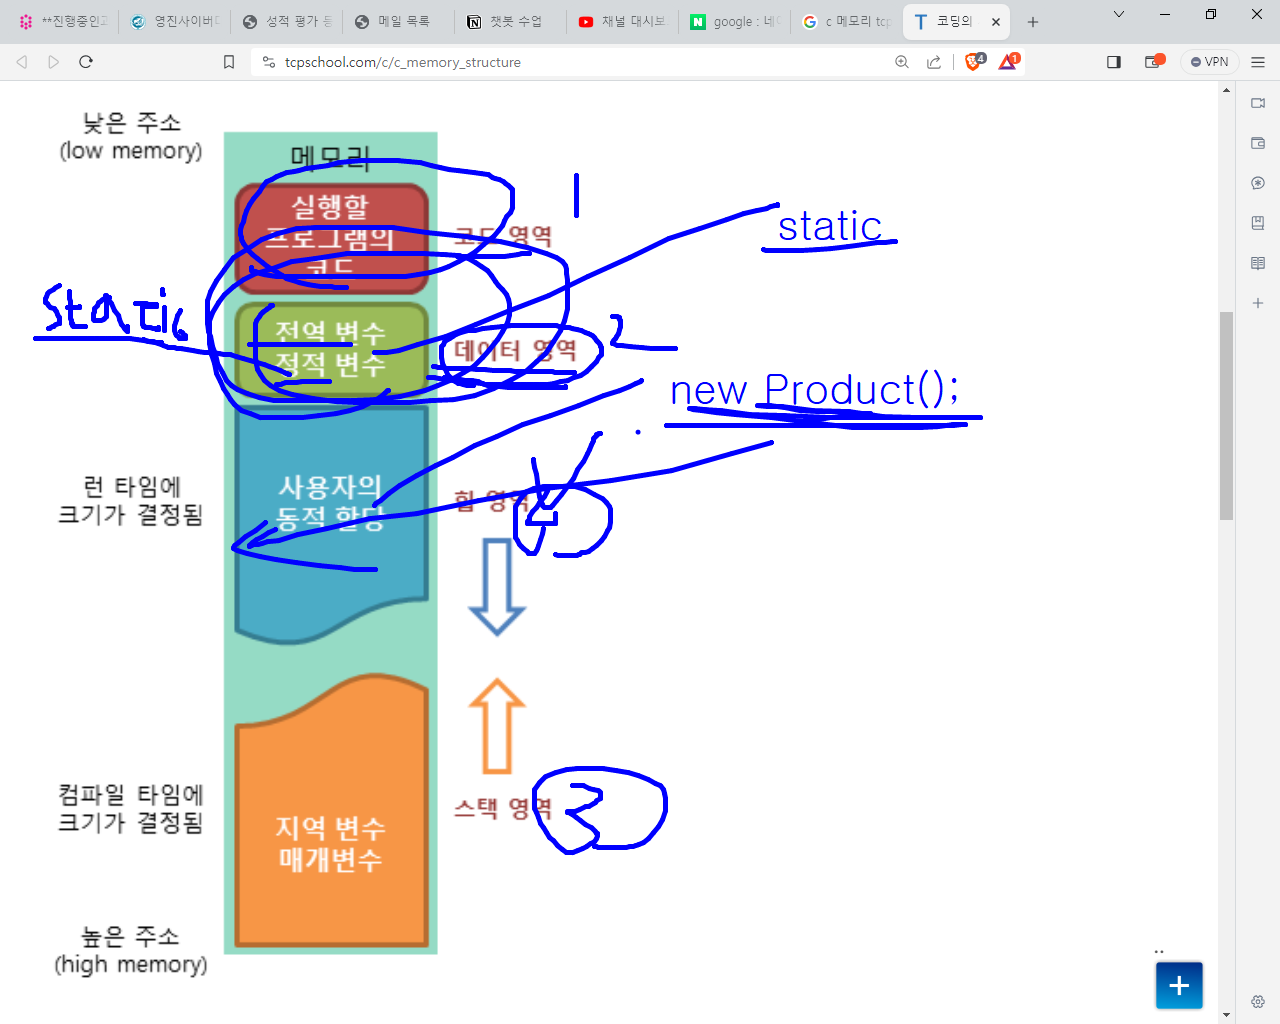 **진행중인고
영진사이버대
성적 평가 등
메일 목록
챗봇 수업
채널 대시보
google : 네이
c 메모리 tcp
코딩의
tcpschool.com/c/c_memory_structure
4
1
VPN
낮은 주소
(low memory)
메모리
실행할
프로그램의
코드
코드 영역
1
static
static
전역 변수
정적 변수
데이터 영역
2
new Product();
런 타임에
크기가 결정됨
사용자의
동적 할당
힙 영역
4
컴파일 타임에
크기가 결정됨
지역 변수
매개변수
스택 영역
3
높은 주소
(high memory)